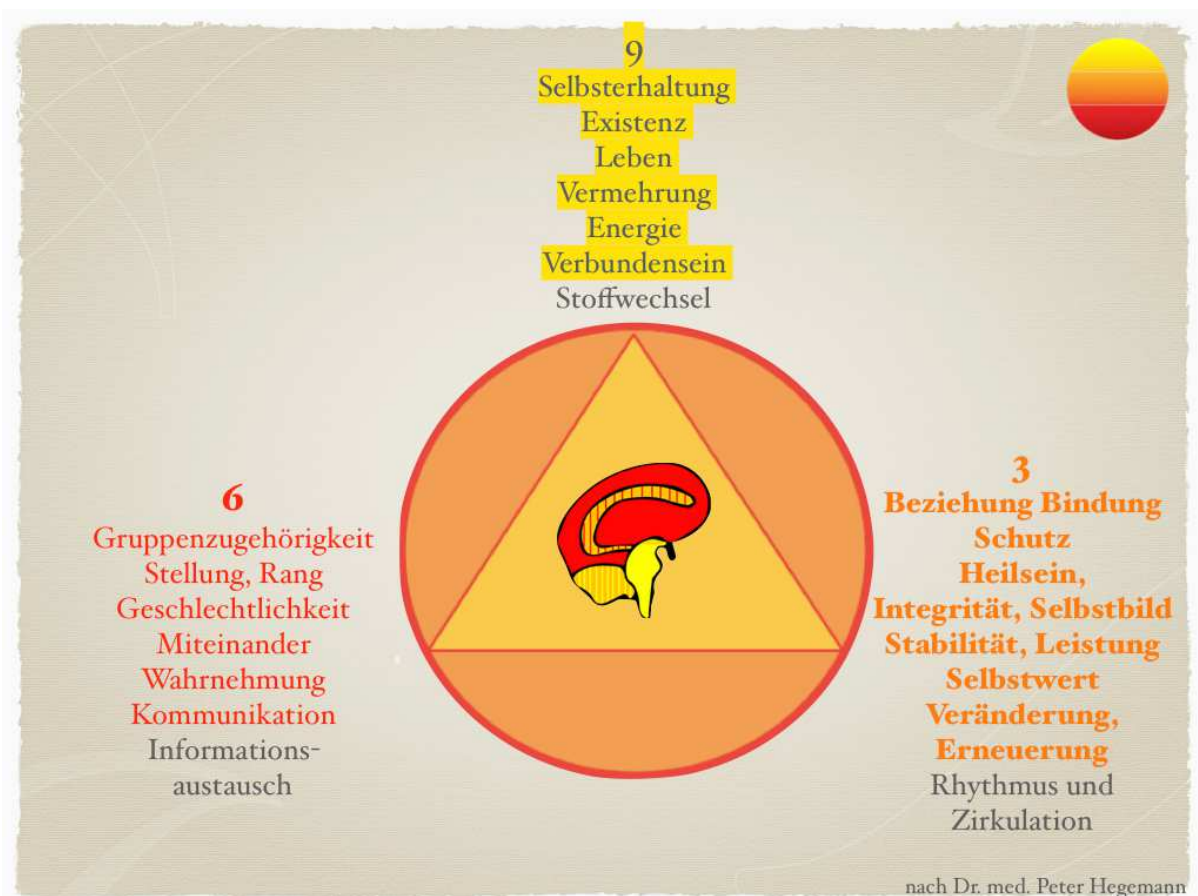 9
Selbsterhaltung
Existenz
Leben
Vermehrung
Energie
Verbundensein
Stoffwechsel
6
Gruppenzugehörigkeit
Stellung, Rang
Geschlechtlichkeit
Miteinander
Wahrnehmung
Kommunikation
Informations-
austausch
3
Beziehung Bindung
Schutz
Heilsein,
Integrität, Selbstbild
Stabilität, Leistung
Selbstwert
Veränderung,
Erneuerung
Rhythmus und
Zirkulation
nach Dr. med. Peter Hegemann